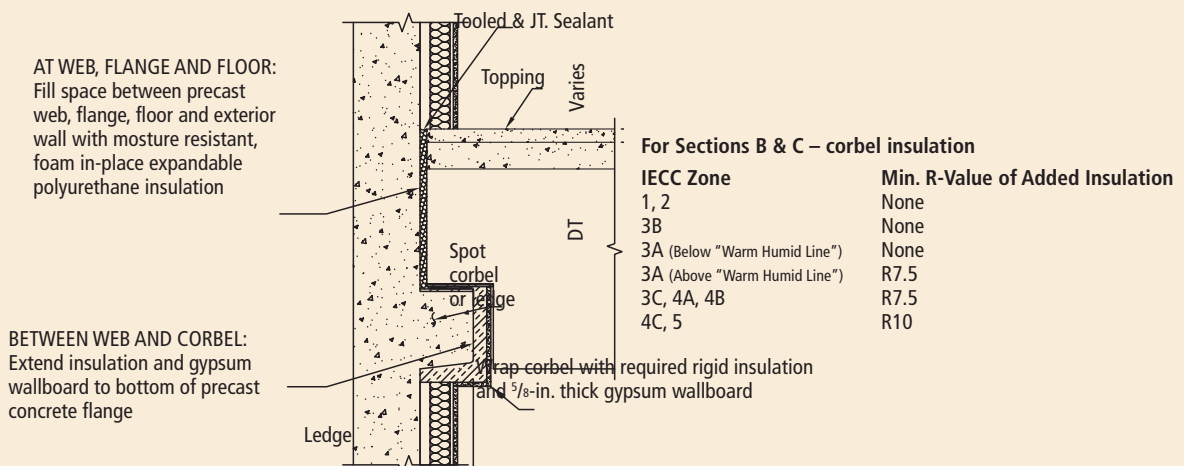 Tooled & JT. Sealant
AT WEB, FLANGE AND FLOOR:
Fill space between precast
web, flange, floor and exterior
wall with mosture resistant,
foam in-place expandable
polyurethane insulation
Topping
Varies
For Sections B & C – corbel insulation
IECC Zone Min. R-Value of Added Insulation
1, 2 None
3B None
3A (Below "Warm Humid Line") None
3A (Above "Warm Humid Line") R7.5
3C, 4A, 4B R7.5
4C, 5 R10
DT
Spot
corbel
or ledge
BETWEEN WEB AND CORBEL:
Extend insulation and gypsum
wallboard to bottom of precast
concrete flange
Wrap corbel with required rigid insulation
and 5/8-in. thick gypsum wallboard
Ledge